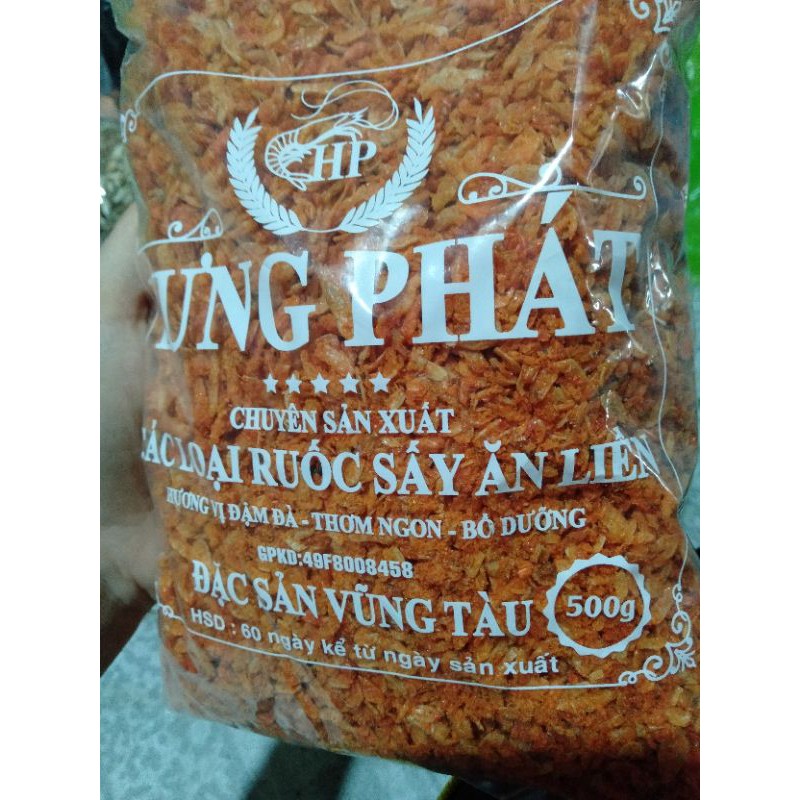 HP
HƯNG PHÁT
CHUYÊN SẢN XUẤT
CÁC LOẠI RUỐC SẤY ĂN LIỀN
HƯƠNG VỊ ĐẬM ĐÀ - THƠM NGON - BỔ DƯỠNG
GPKD:49F8008458
ĐẶC SẢN VŨNG TÀU
500g
HSD : 60 ngày kể từ ngày sản xuất